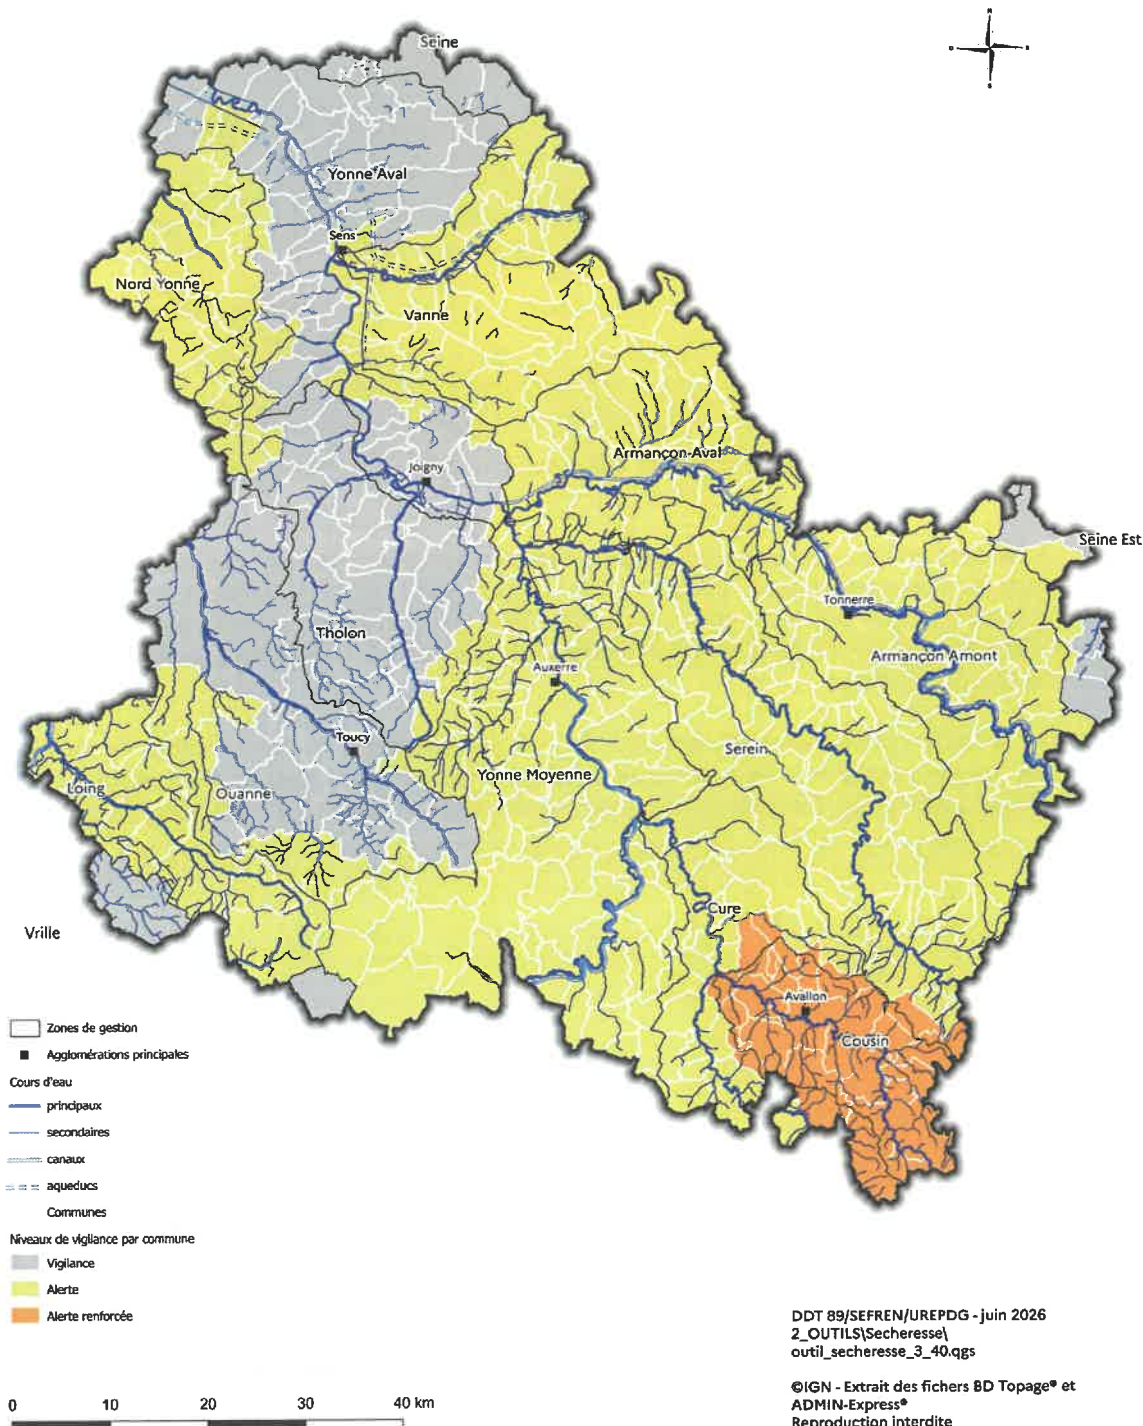 N
O
E
S
Seine
Yonne Aval
Sens
Nord Yonne
Vanne
Armançon-Aval
Joigny
Seine Est
Tonnerre
Tholon
Armançon Amont
Auxerre
Toucy
Serein
Yonne Moyenne
Loing
Ouanne
Cure
Vrille
Avallon
Cousin
Zones de gestion
Agglomérations principales
Cours d'eau
principaux
secondaires
canaux
aqueducs
Communes
Niveaux de vigilance par commune
Vigilance
Alerte
Alerte renforcée
DDT 89/SEFREN/UREPDG - juin 2026
2_OUTILS\Secheresse\
outil_secheresse_3_40.qgs
©IGN - Extrait des fichiers BD Topage® et
ADMIN-Express®
Reproduction interdite
0 10 20 30 40 km